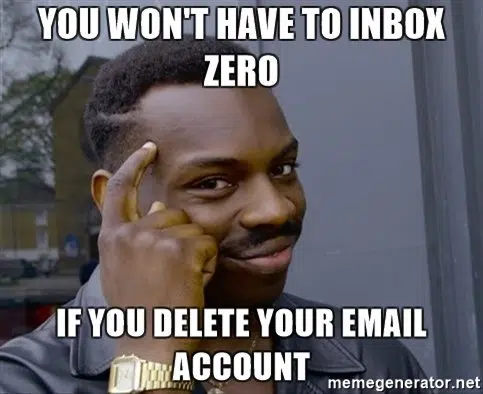 YOU WON'T HAVE TO INBOX
ZERO
IF YOU DELETE YOUR EMAIL
ACCOUNT
memegenerator.net